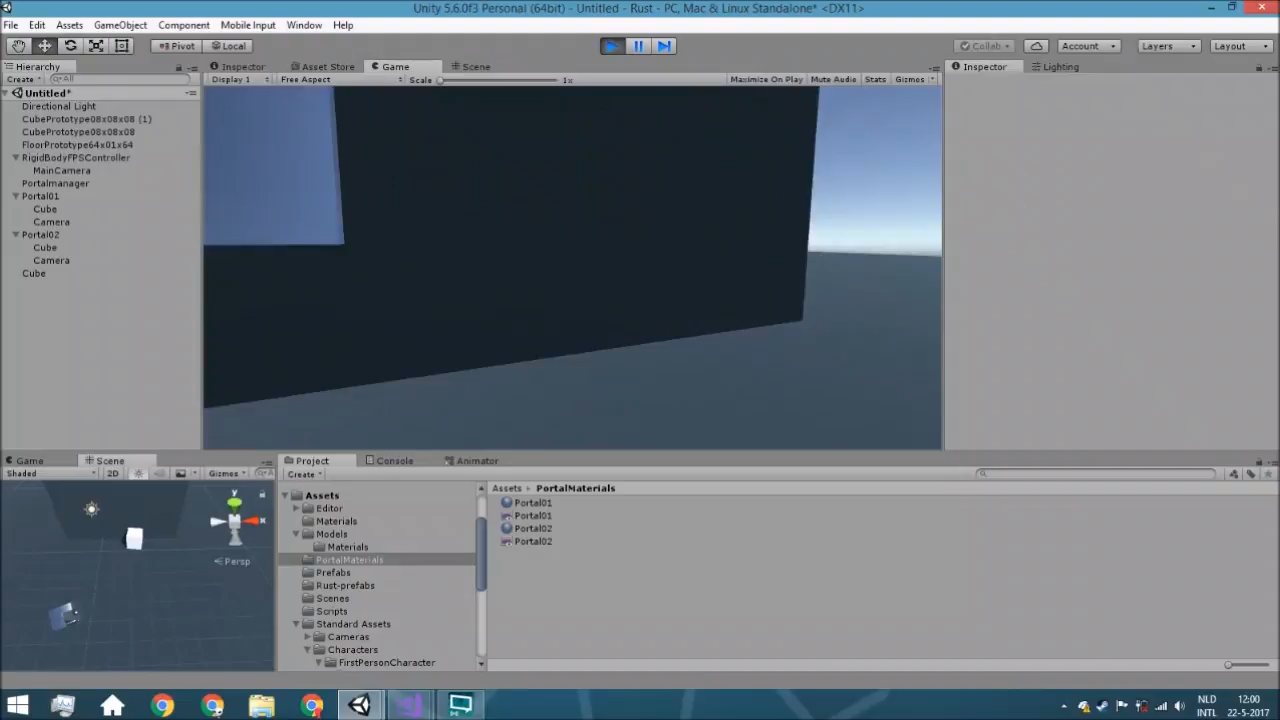 Unity 5.6.0f3 Personal (64bit) - Untitled - Rust - PC, Mac & Linux Standalone* <DX11>
File Edit Assets GameObject Component Mobile Input Window Help
Pivot Local Collab Account Layers Layout
Hierarchy Inspector Asset Store Game Scene Inspector Lighting
Create All Display 1 Free Aspect Scale 1x Maximize On Play Mute Audio Stats Gizmos
Untitled*
Directional Light
CubePrototype08x08x08 (1)
CubePrototype08x08x08
FloorPrototype64x01x64
RigidBodyFPSController
MainCamera
Portalmanager
Portal01
Cube
Camera
Portal02
Cube
Camera
Cube
Game Scene Project Console Animator
Shaded 2D Gizmos All Create
y
x
Persp
Assets
Editor
Materials
Models
Materials
PortalMaterials
Prefabs
Rust-prefabs
Scenes
Scripts
Standard Assets
Cameras
Characters
FirstPersonCharacter
Assets PortalMaterials
Portal01
Portal01
Portal02
Portal02
NLD 12:00
INTL 22-5-2017